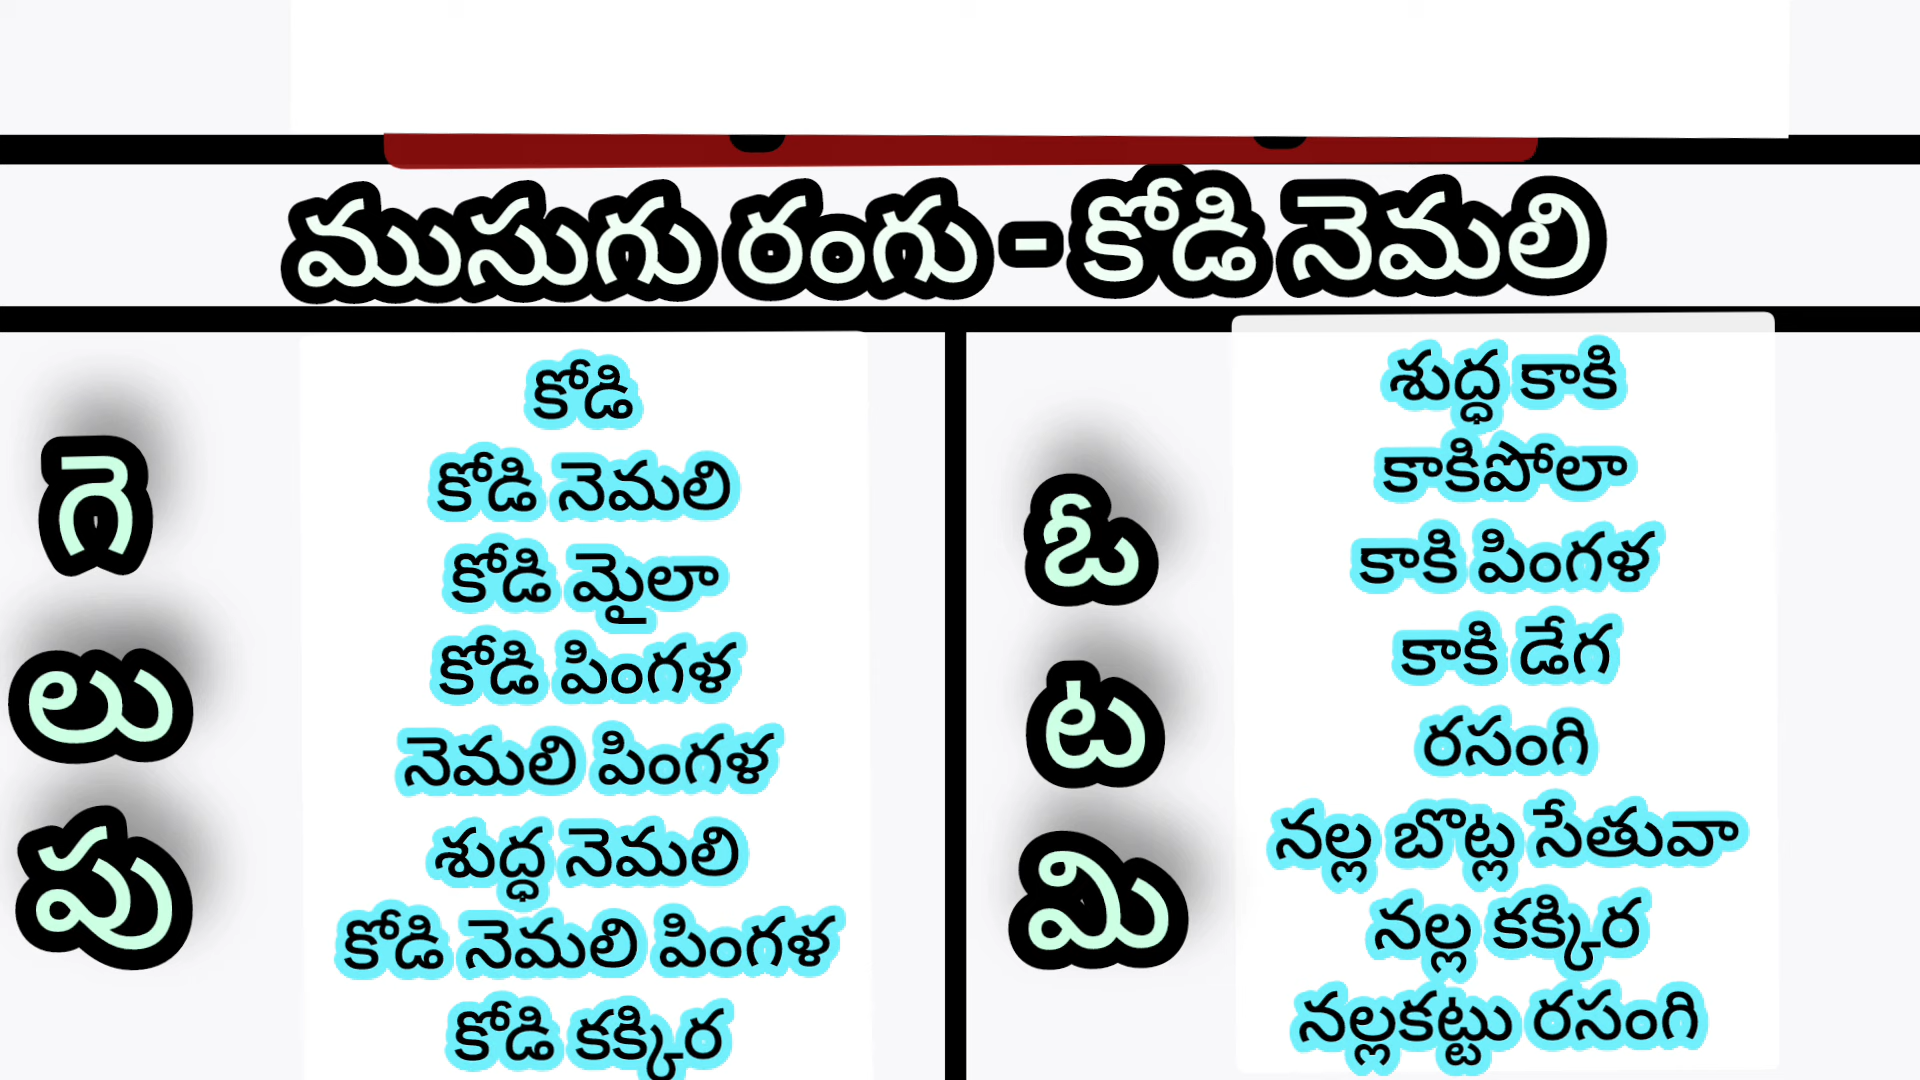 ముసుగు రంగు - కోడి నెమలి
గెలుపు
కోడి
కోడి నెమలి
కోడి మైలా
కోడి పింగళ
నెమలి పింగళ
శుద్ధ నెమలి
కోడి నెమలి పింగళ
కోడి కక్కిర
ఓటమి
శుద్ధ కాకి
కాకిపోలా
కాకి పింగళ
కాకి డేగ
రసంగి
నల్ల బొట్ల సేతువా
నల్ల కక్కిర
నల్లకట్టు రసంగి